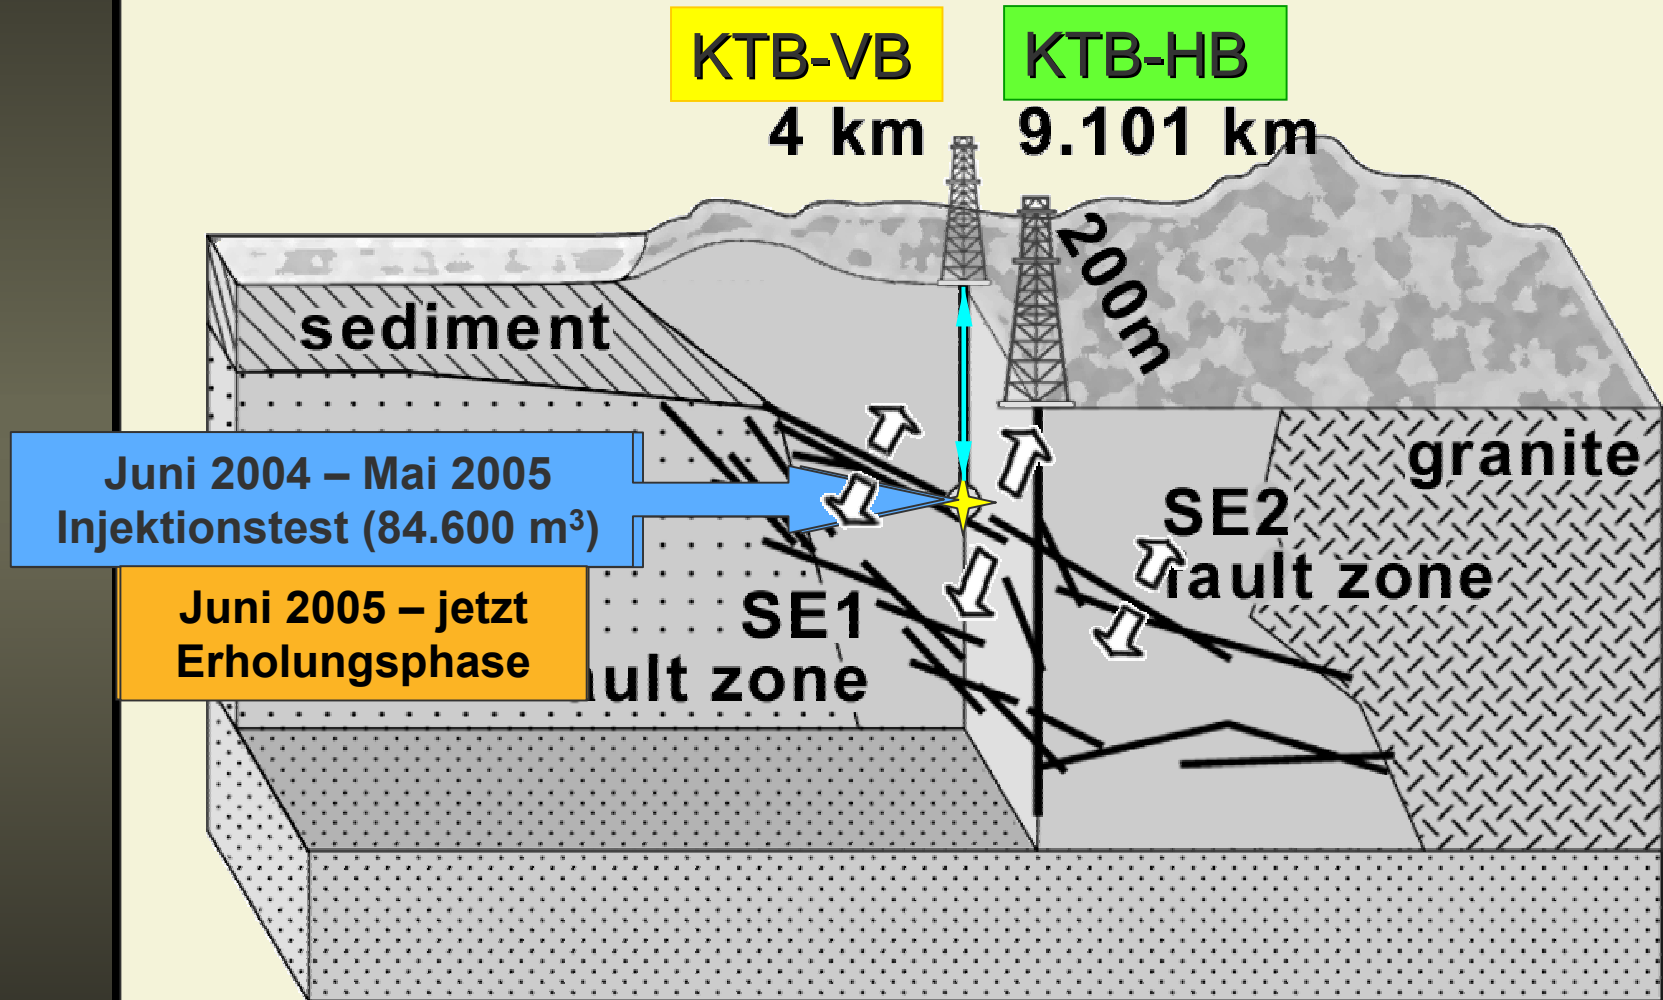 KTB-VB
KTB-HB
4 km
9.101 km
200m
sediment
granite
Juni 2004 – Mai 2005
Injektionstest (84.600 m³)
SE2
fault zone
Juni 2005 – jetzt
Erholungsphase
SE1
ault zone